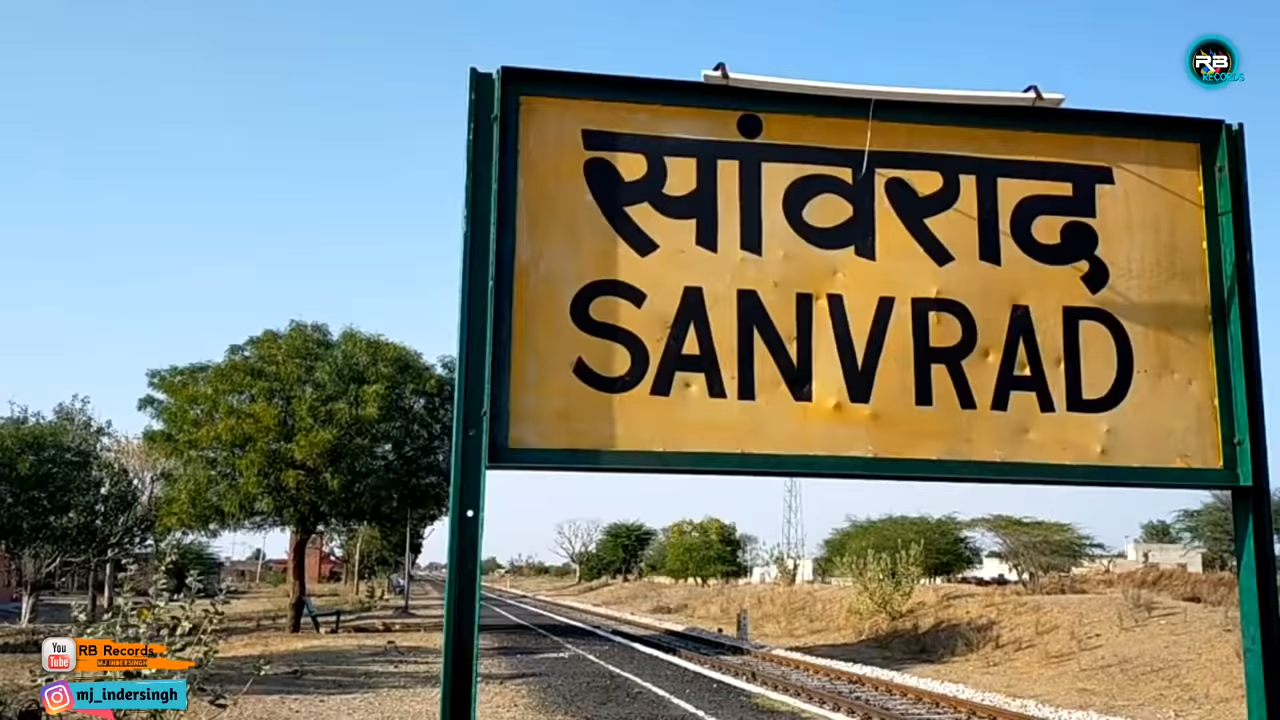 RB
RECORDS
सांवराद
SANVRAD
You
Tube
RB Records
MJ INDERSINGH
mj_indersingh